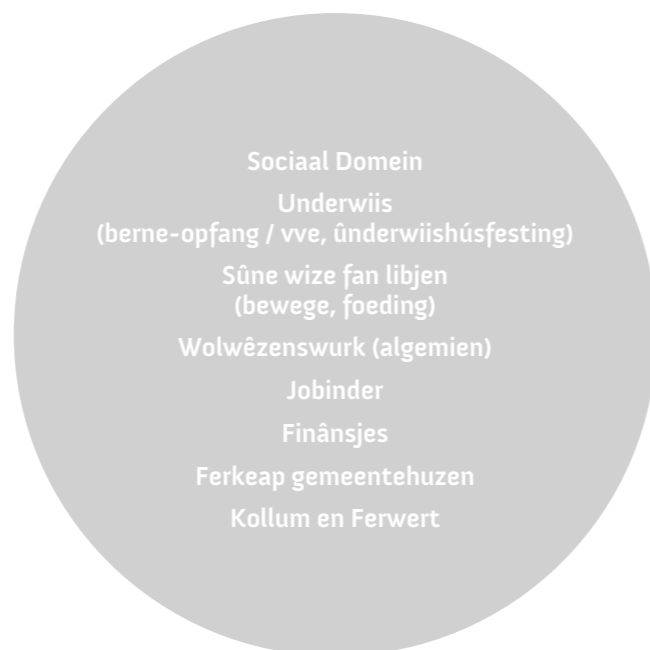 Sociaal Domein
Underwiis
(berne-opfang / vve, ûnderwiishúsfesting)
Sûne wize fan libjen
(bewege, foeding)
Wolwêzenswurk (algemien)
Jobinder
Finânsjes
Ferkeap gemeentehuzen
Kollum en Ferwert